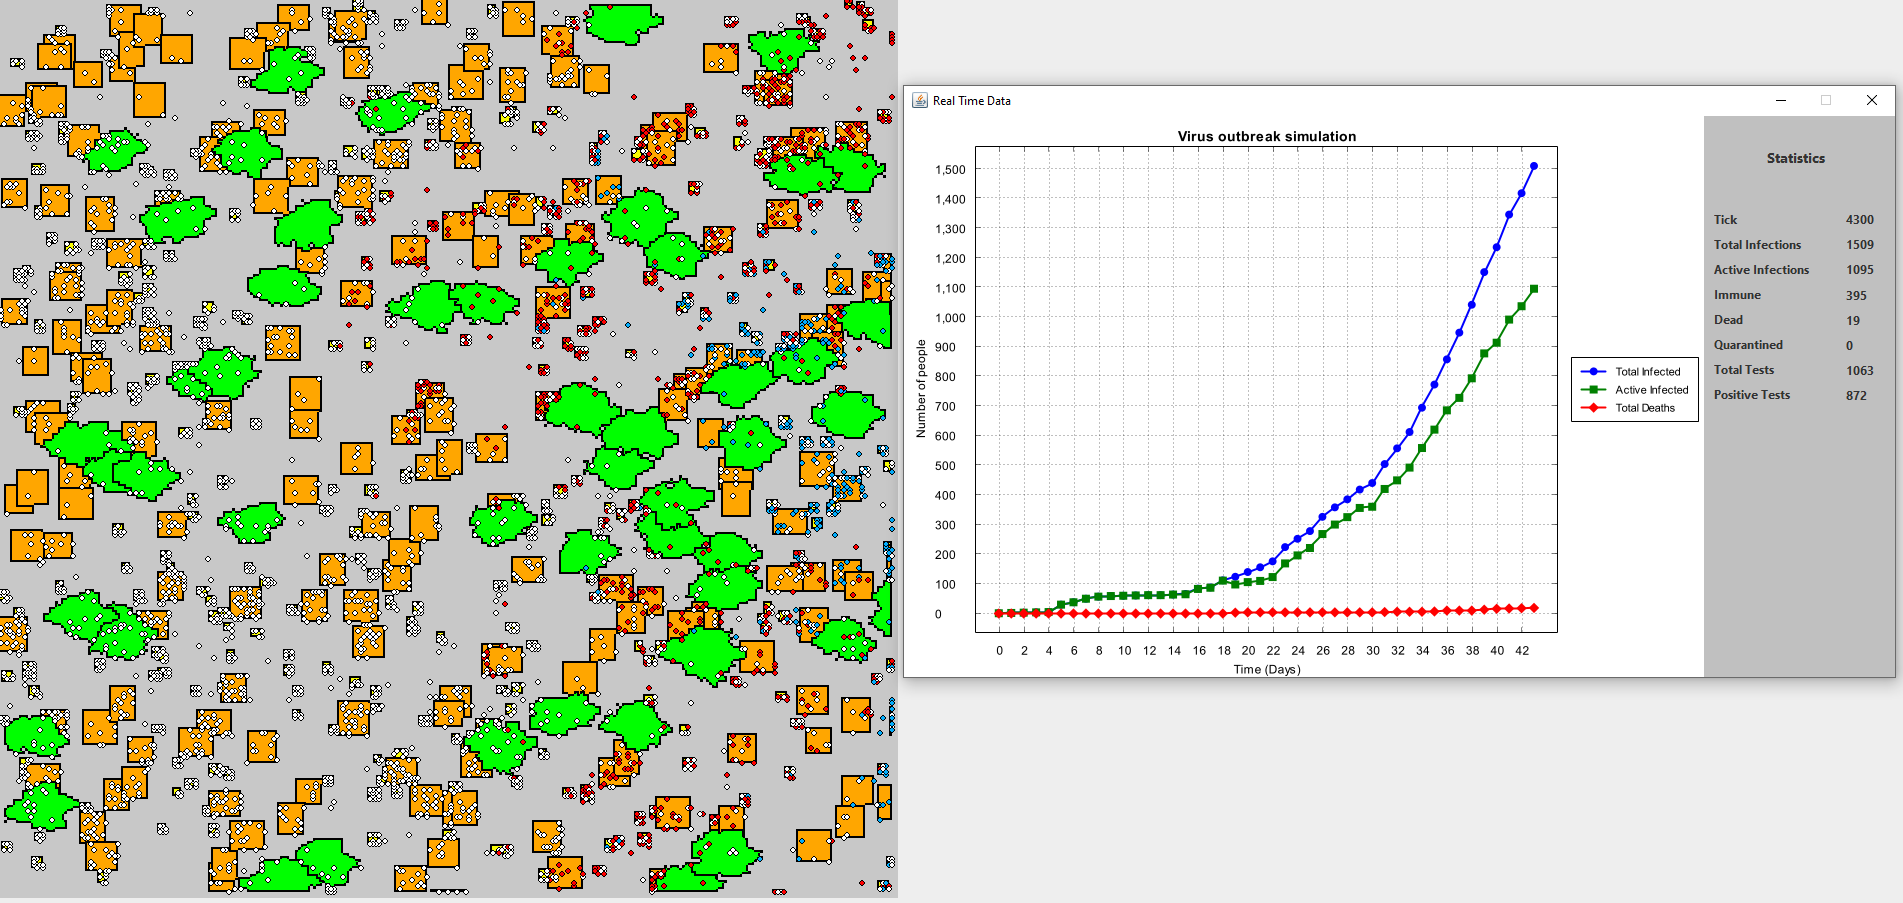 Real Time Data
Virus outbreak simulation
Number of people
1,500
1,400
1,300
1,200
1,100
1,000
900
800
700
600
500
400
300
200
100
0
0 2 4 6 8 10 12 14 16 18 20 22 24 26 28 30 32 34 36 38 40 42
Time (Days)
Total Infected
Active Infected
Total Deaths
Statistics
Tick 4300
Total Infections 1509
Active Infections 1095
Immune 395
Dead 19
Quarantined 0
Total Tests 1063
Positive Tests 872